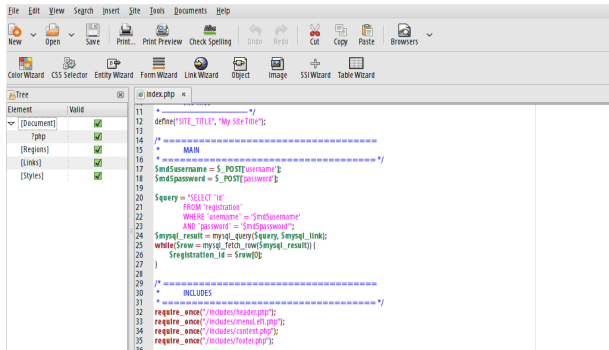 File Edit View Search Insert Site Tools Documents Help
New Open Save Print... Print Preview Check Spelling Undo Redo Cut Copy Paste Browsers
Color Wizard CSS Selector Entity Wizard Form Wizard Link Wizard Object Image SSI Wizard Table Wizard
Tree
index.php ×
Element Valid
[Document]
?php
[Regions]
[Links]
[Styles]
11 * ———————————— */
12 define("SITE_TITLE", "My Site Title");
13
14 /* ====================================
15 * MAIN
16 * ==================================== */
17 $md5username = $_POST['username'];
18 $md5password = $_POST['password'];
19
20 $query = "SELECT `id`
21 FROM `registration`
22 WHERE `username` = '$md5username'
23 AND `password` = '$md5password'";
24 $mysql_result = mysql_query($query, $mysql_link);
25 while($row = mysql_fetch_row($mysql_result)) {
26 $registration_id = $row[0];
27 }
28
29 /* ====================================
30 * INCLUDES
31 * ==================================== */
32 require_once("/includes/header.php");
33 require_once("/includes/menuLeft.php");
34 require_once("/includes/content.php");
35 require_once("/includes/footer.php");